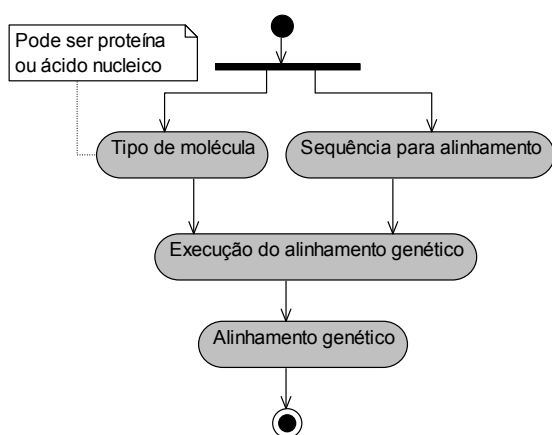 Pode ser proteína
ou ácido nucleico
Tipo de molécula
Sequência para alinhamento
Execução do alinhamento genético
Alinhamento genético